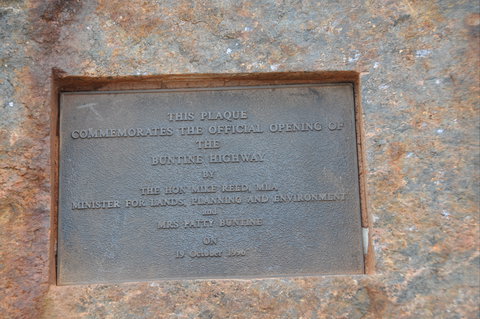 THIS PLAQUE
COMMEMORATES THE OFFICIAL OPENING OF
THE
BUNTINE HIGHWAY
BY
THE HON MIKE REED, MLA
MINISTER FOR LANDS, PLANNING AND ENVIRONMENT
and
MRS PATTY BUNTINE
ON
19 October 1996